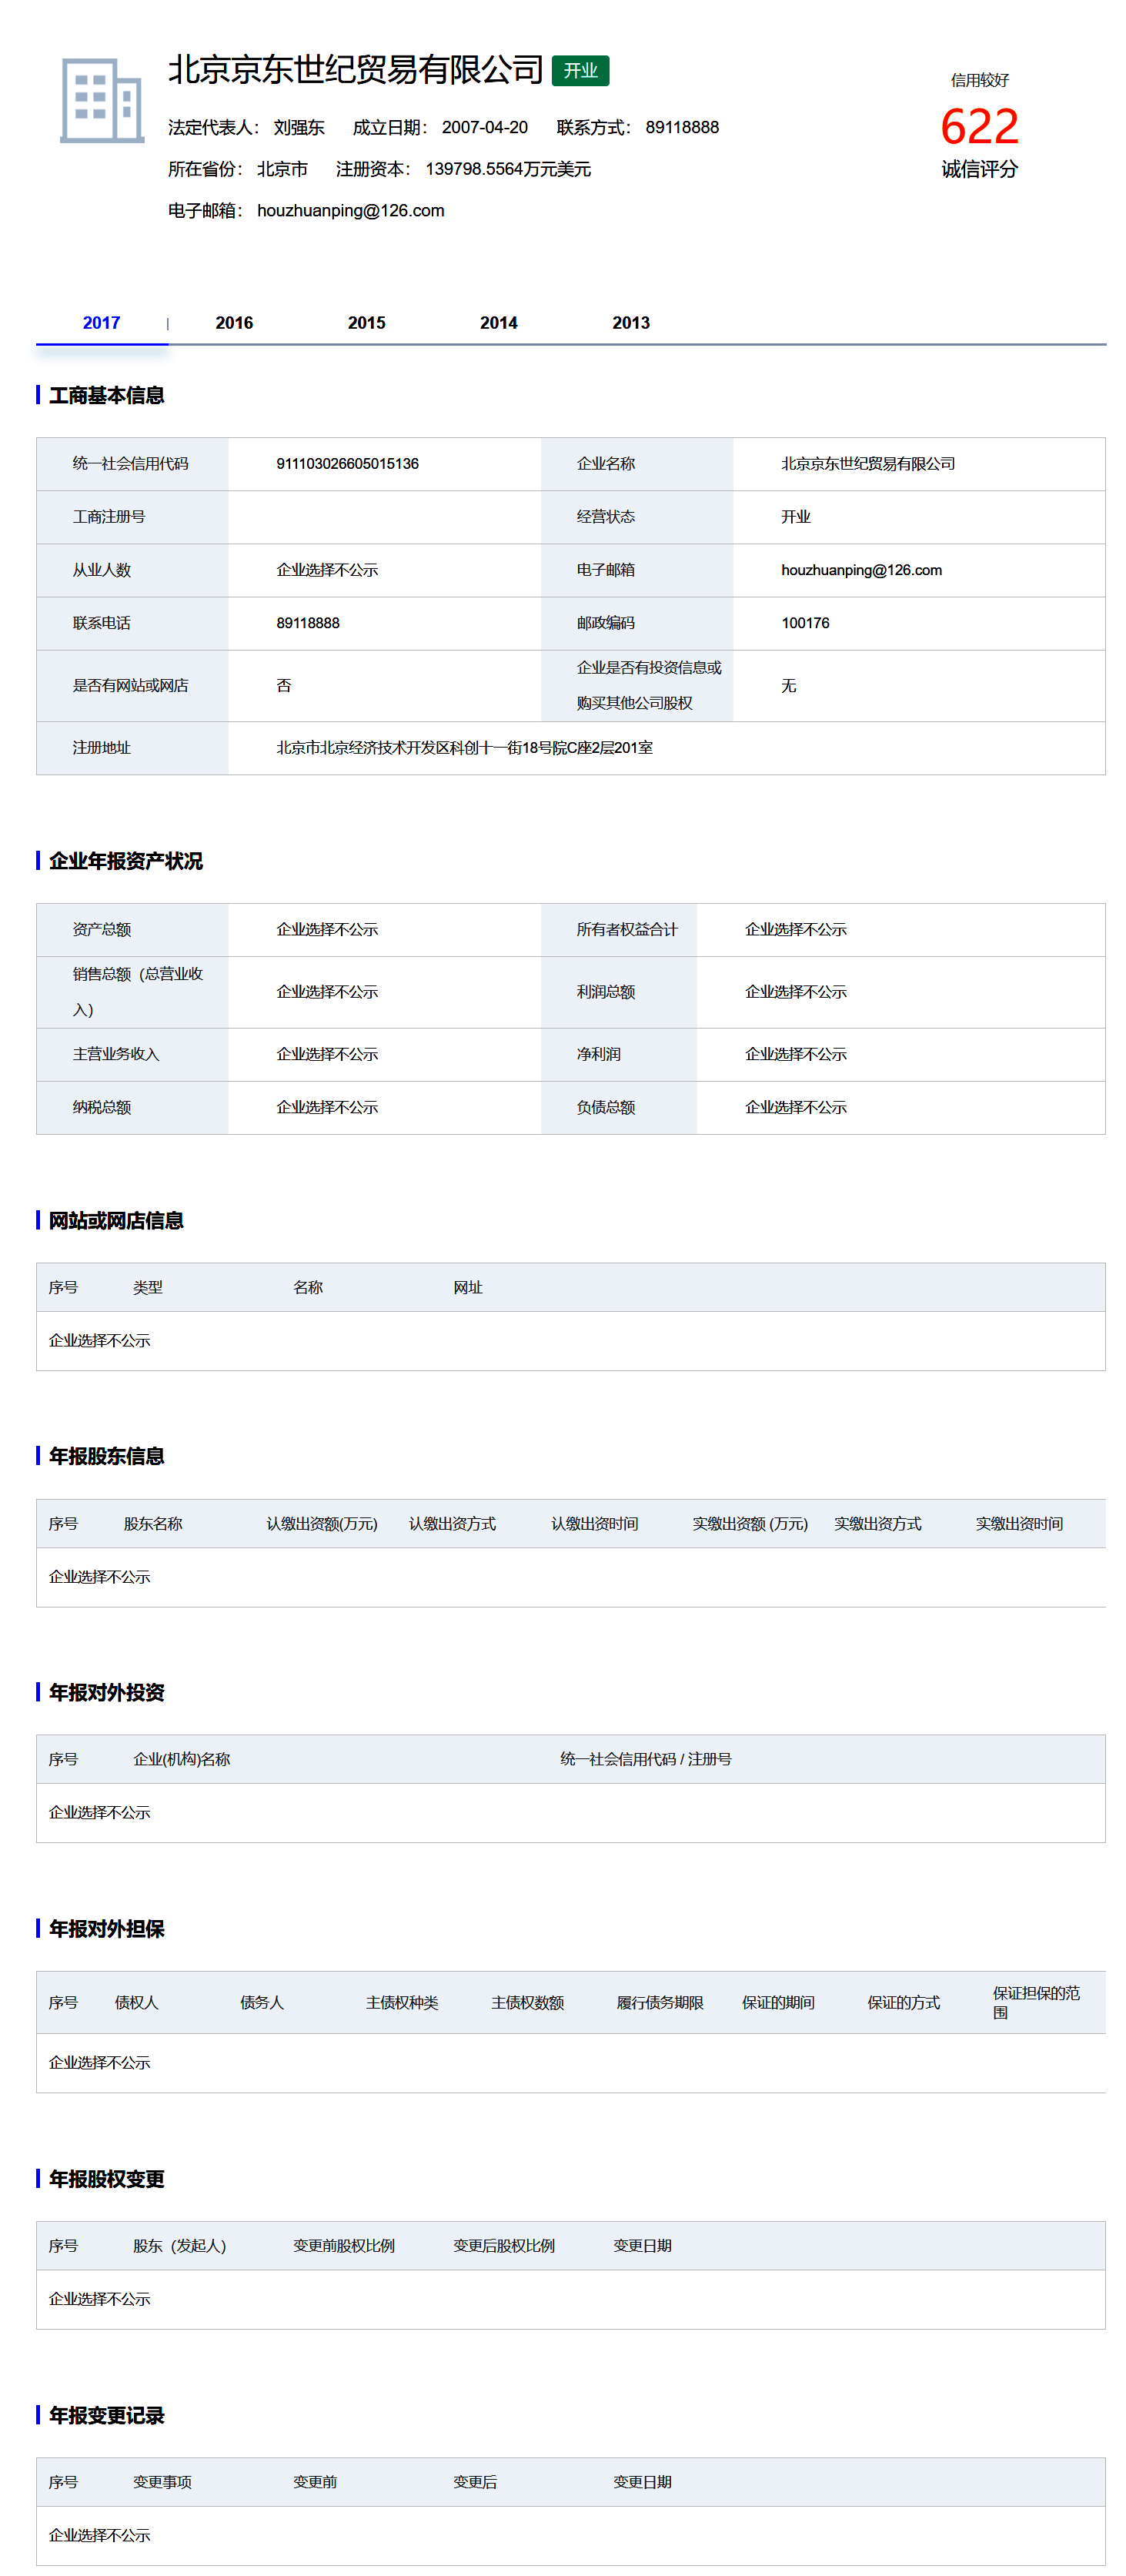 北京京东世纪贸易有限公司 开业
信用较好
622
诚信评分
法定代表人： 刘强东 成立日期： 2007-04-20 联系方式： 89118888
所在省份： 北京市 注册资本： 139798.5564万元美元
电子邮箱： houzhuanping@126.com
2017 2016 2015 2014 2013
工商基本信息
统一社会信用代码 911103026605015136 企业名称 北京京东世纪贸易有限公司
工商注册号 经营状态 开业
从业人数 企业选择不公示 电子邮箱 houzhuanping@126.com
联系电话 89118888 邮政编码 100176
是否有网站或网店 否 企业是否有投资信息或
购买其他公司股权 无
注册地址 北京市北京经济技术开发区科创十一街18号院C座2层201室
企业年报资产状况
资产总额 企业选择不公示 所有者权益合计 企业选择不公示
销售总额（总营业收
入） 企业选择不公示 利润总额 企业选择不公示
主营业务收入 企业选择不公示 净利润 企业选择不公示
纳税总额 企业选择不公示 负债总额 企业选择不公示
网站或网店信息
序号 类型 名称 网址
企业选择不公示
年报股东信息
序号 股东名称 认缴出资额(万元) 认缴出资方式 认缴出资时间 实缴出资额 (万元) 实缴出资方式 实缴出资时间
企业选择不公示
年报对外投资
序号 企业(机构)名称 统一社会信用代码 / 注册号
企业选择不公示
年报对外担保
序号 债权人 债务人 主债权种类 主债权数额 履行债务期限 保证的期间 保证的方式 保证担保的范
围
企业选择不公示
年报股权变更
序号 股东（发起人） 变更前股权比例 变更后股权比例 变更日期
企业选择不公示
年报变更记录
序号 变更事项 变更前 变更后 变更日期
企业选择不公示